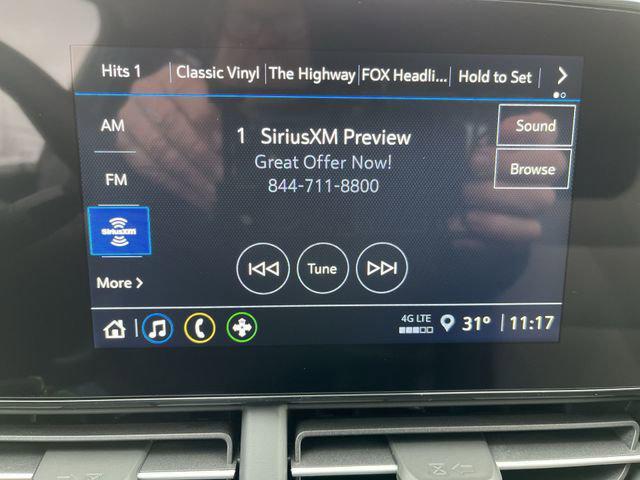 Hits 1 Classic Vinyl The Highway FOX Headli... Hold to Set
AM
1 SiriusXM Preview
Sound
Great Offer Now!
Browse
FM
844-711-8800
SiriusXM
Tune
More
4G LTE
31° 11:17